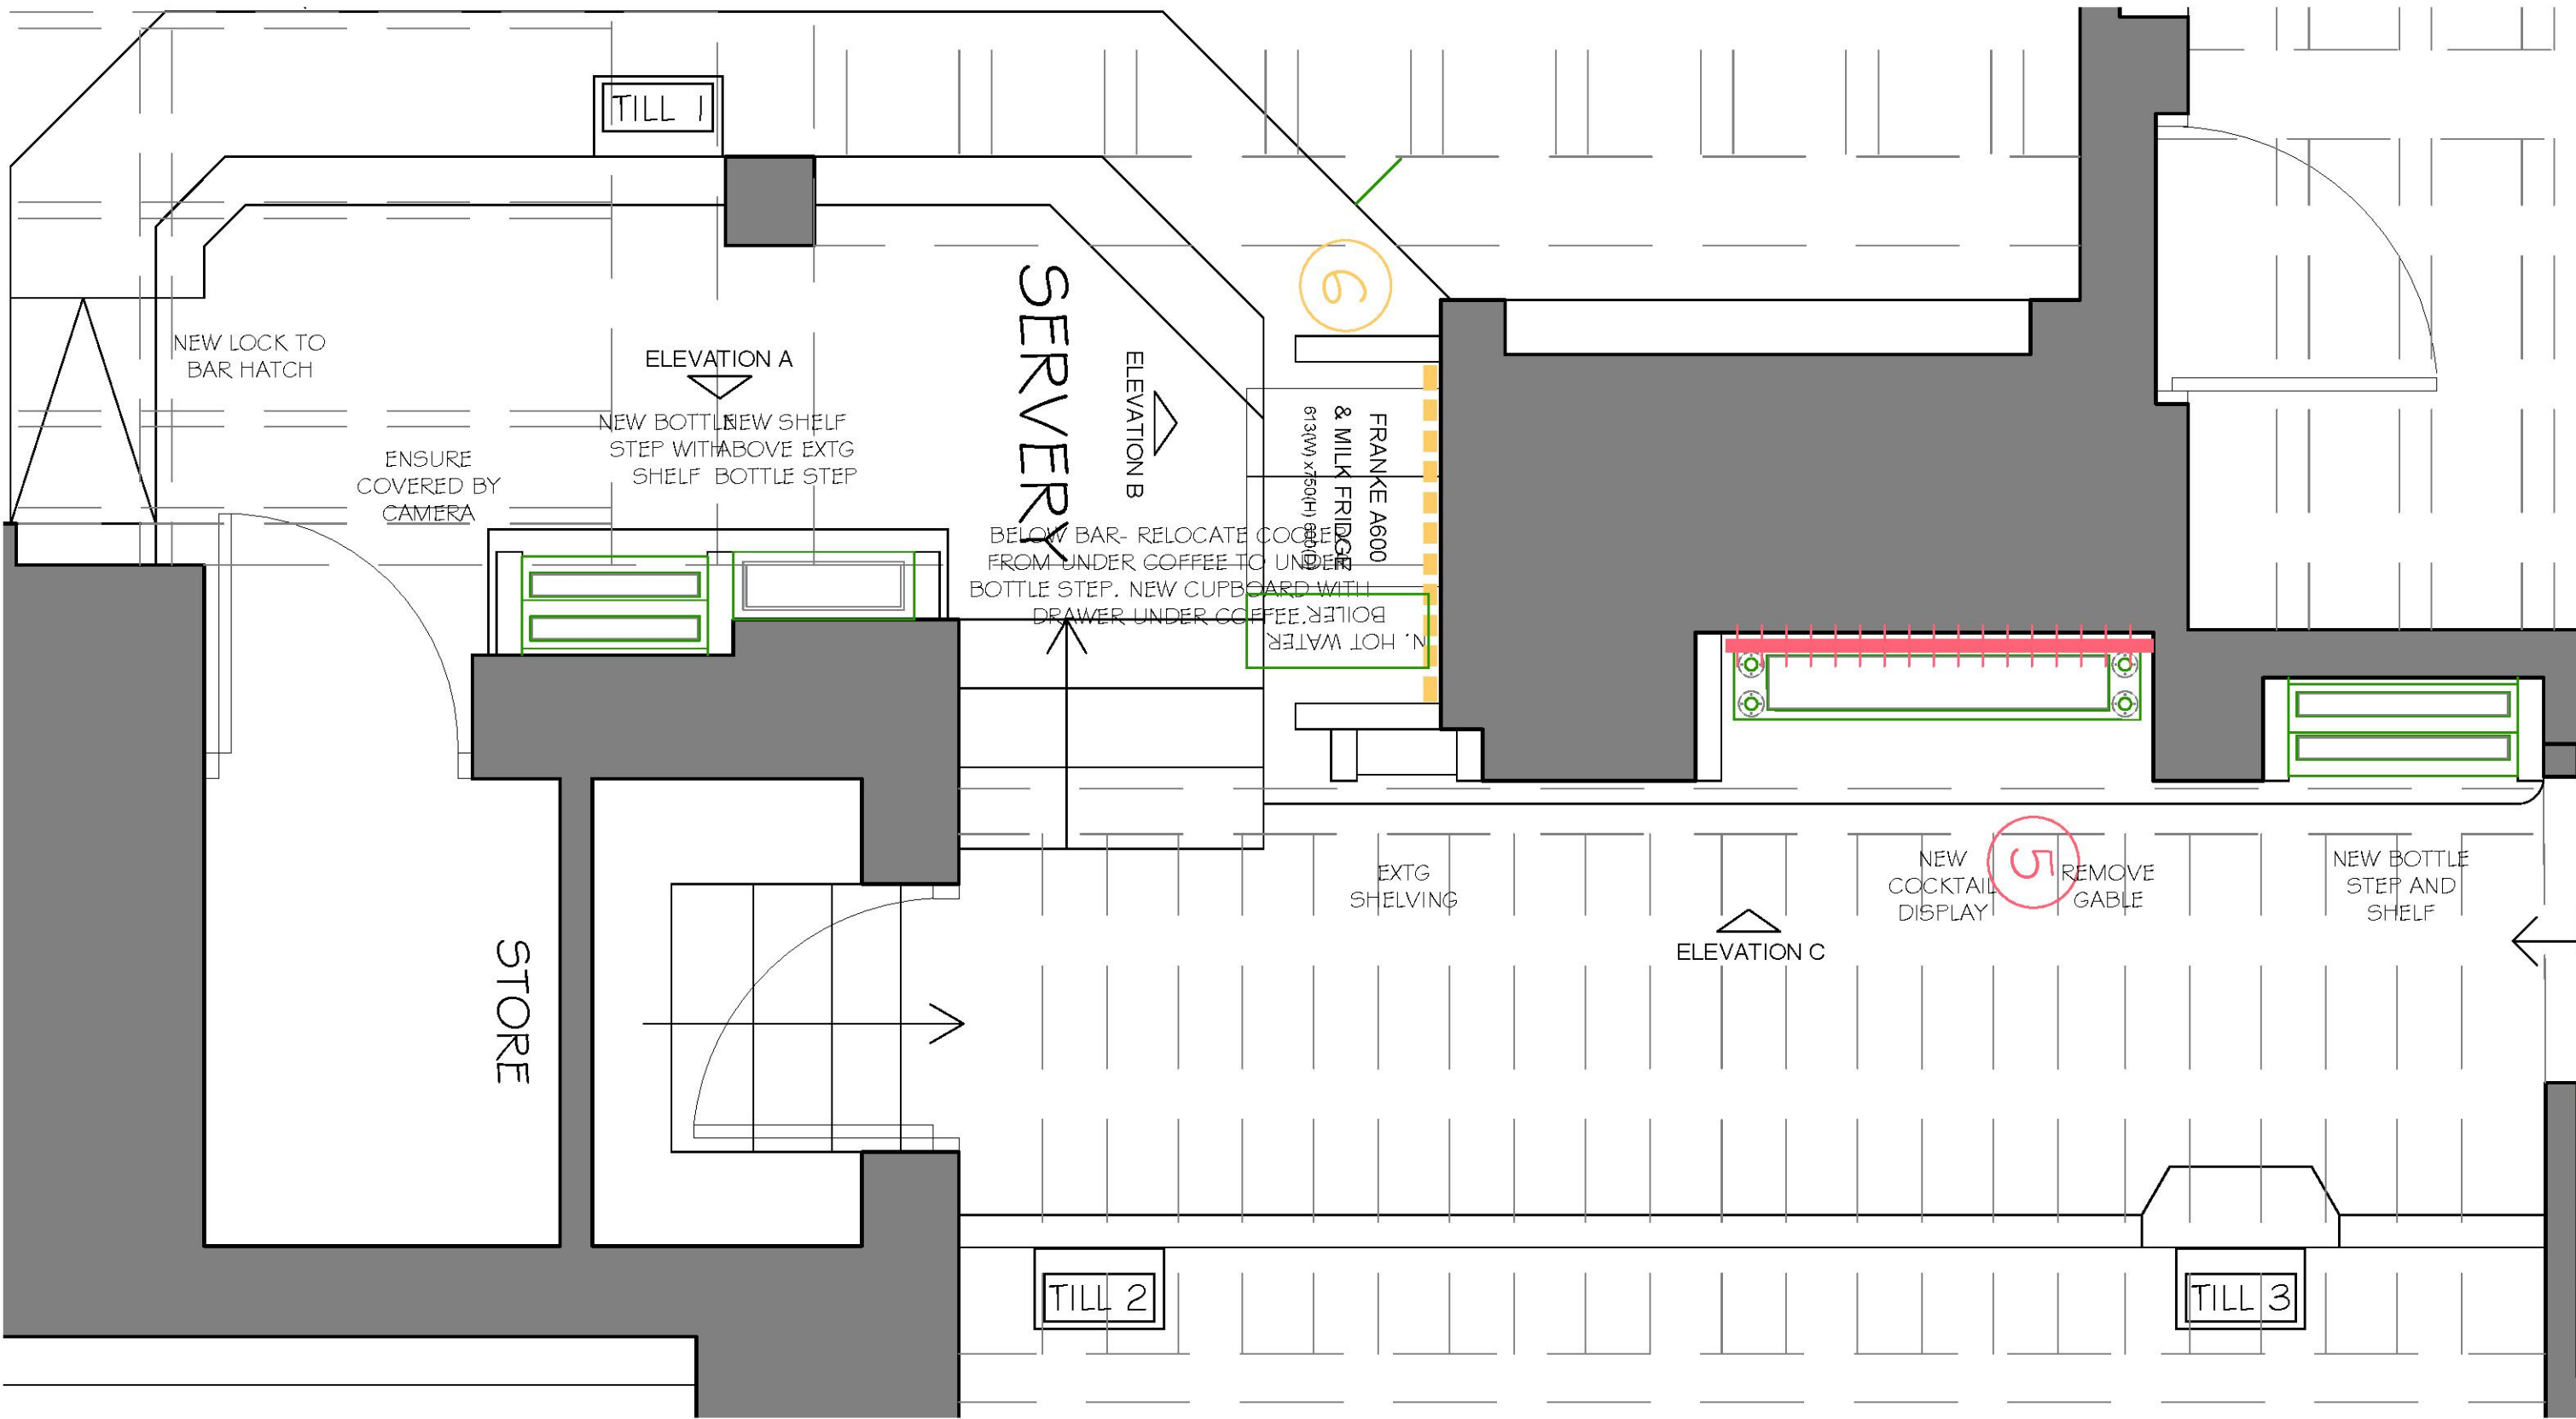 TILL 1
6
NEW LOCK TO
BAR HATCH
ELEVATION A
NEW BOTTLE
STEP WITH
SHELF
NEW SHELF
ABOVE EXTG
BOTTLE STEP
ENSURE
COVERED BY
CAMERA
SERVERY
ELEVATION B
FRANKE A600
& MILK FRIDGE
613(W) x750(H) 600(D)
BELOW BAR- RELOCATE COOLER
FROM UNDER COFFEE TO UNDER
BOTTLE STEP. NEW CUPBOARD WITH
DRAWER UNDER COFFEE.
N. HOT WATER
BOILER.
STORE
EXTG
SHELVING
NEW
COCKTAIL
DISPLAY
5
REMOVE
GABLE
NEW BOTTLE
STEP AND
SHELF
ELEVATION C
TILL 2
TILL 3